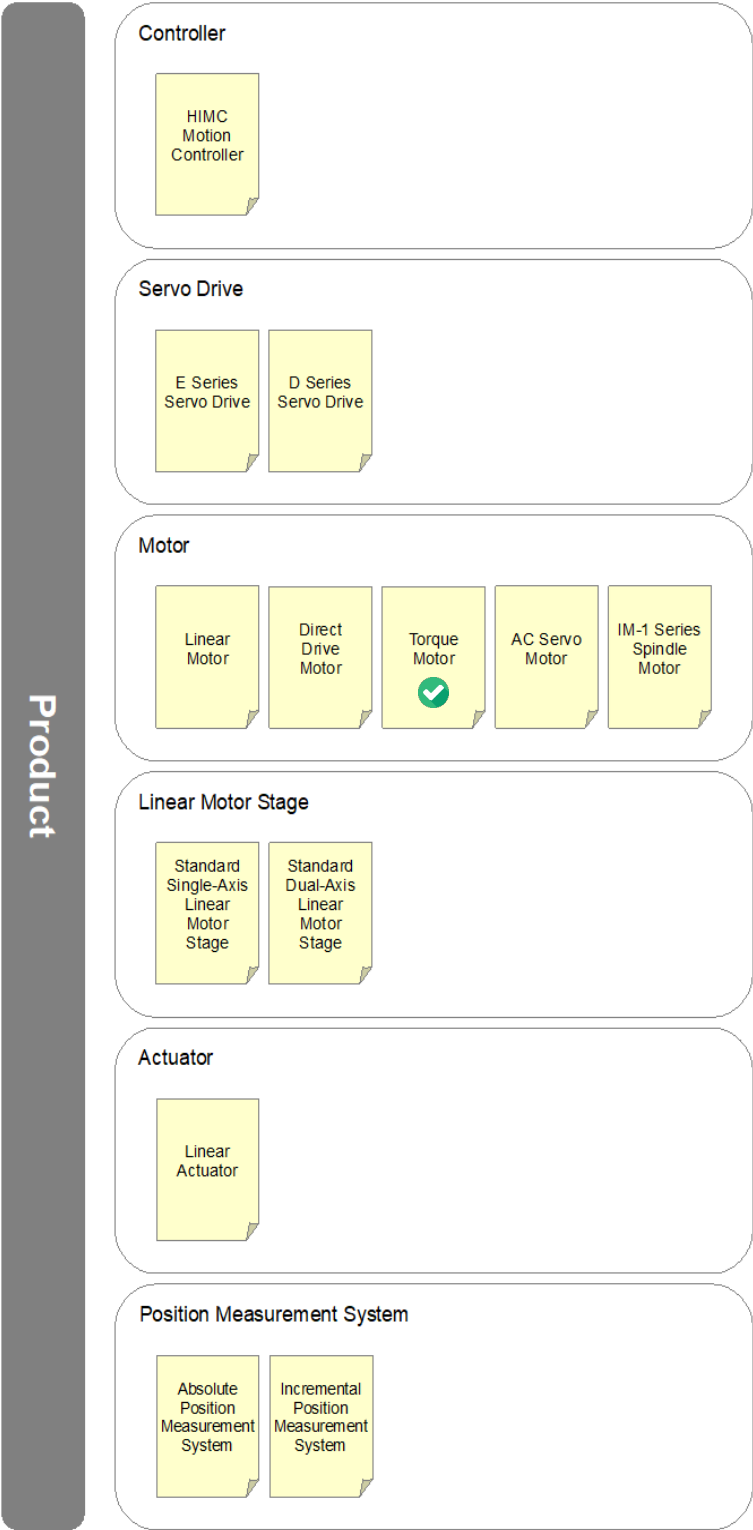 Product
Controller
HIMC
Motion
Controller
Servo Drive
E Series
Servo Drive
D Series
Servo Drive
Motor
Linear
Motor
Direct
Drive
Motor
Torque
Motor
AC Servo
Motor
IM-1 Series
Spindle
Motor
Linear Motor Stage
Standard
Single-Axis
Linear
Motor
Stage
Standard
Dual-Axis
Linear
Motor
Stage
Actuator
Linear
Actuator
Position Measurement System
Absolute
Position
Measurement
System
Incremental
Position
Measurement
System